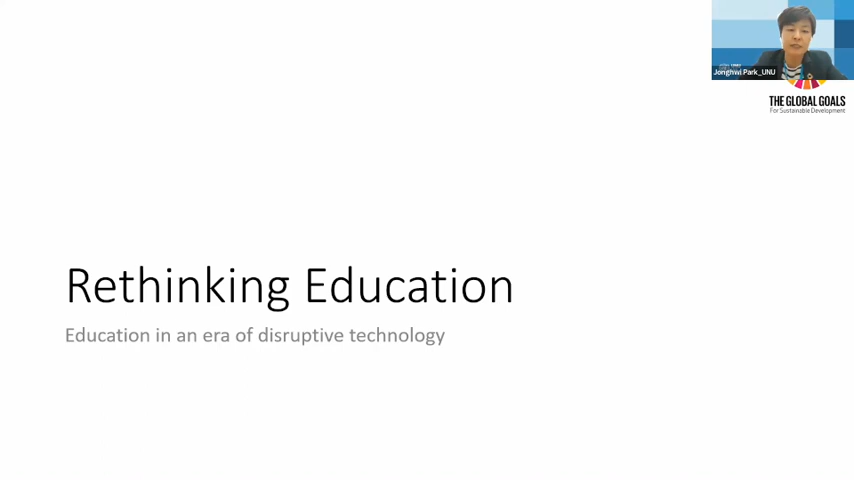 Jonghwi Park_UNU
THE GLOBAL GOALS
For Sustainable Development
Rethinking Education
Education in an era of disruptive technology